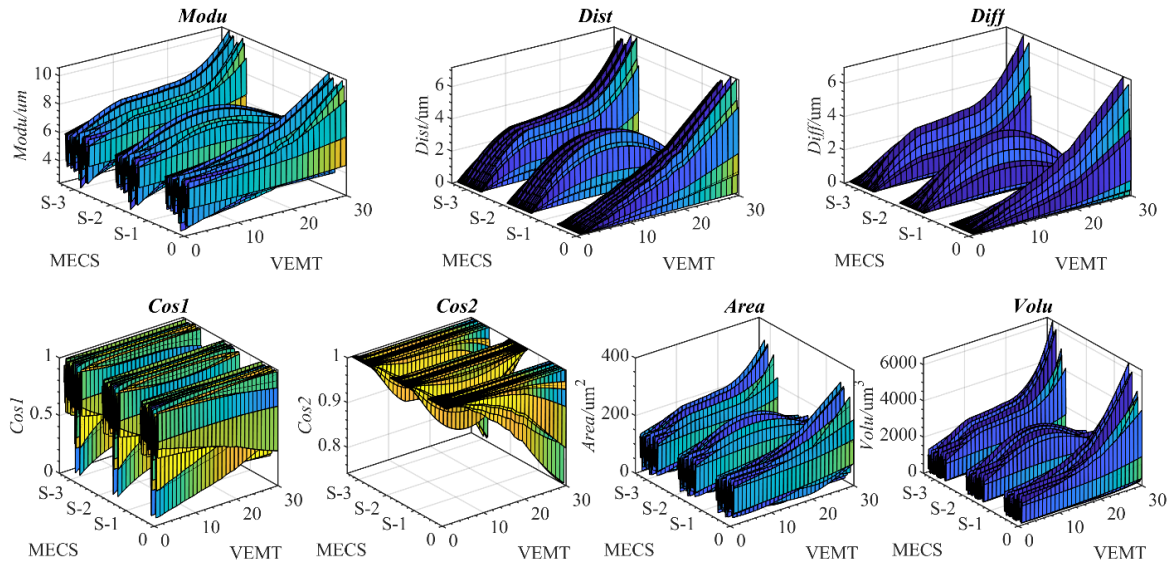 Modu
Modu/um
10
8
6
4
S-3
S-2
S-1
0
0
10
20
30
MECS
VEMT
Dist
Dist/um
6
4
2
0
S-3
S-2
S-1
0
0
10
20
30
MECS
VEMT
Diff
Diff/um
6
4
2
0
S-3
S-2
S-1
0
0
10
20
30
MECS
VEMT
Cos1
Cos1
1
0.5
0
S-3
S-2
S-1
0
0
10
20
30
MECS
VEMT
Cos2
Cos2
1
0.9
0.8
S-3
S-2
S-1
0
0
10
20
30
MECS
VEMT
Area
Area/um²
400
200
0
S-3
S-2
S-1
0
0
10
20
30
MECS
VEMT
Volu
Volu/um³
6000
4000
2000
0
S-3
S-2
S-1
0
0
10
20
30
MECS
VEMT